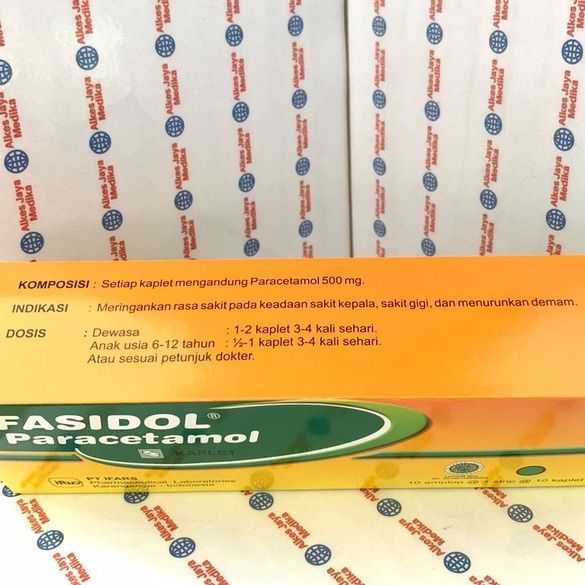 Alkes Jaya Medika
KOMPOSISI : Setiap kaplet mengandung Paracetamol 500 mg.
INDIKASI : Meringankan rasa sakit pada keadaan sakit kepala, sakit gigi, dan menurunkan demam.
DOSIS : Dewasa : 1-2 kaplet 3-4 kali sehari.
Anak usia 6-12 tahun : ½-1 kaplet 3-4 kali sehari.
Atau sesuai petunjuk dokter.
FASIDOL®
Paracetamol
KAPLET
ifars
PT IFARS
Pharmaceutical Laboratories
Karanganyar - Indonesia
10 amplop @ 1 strip @ 10 kaplet